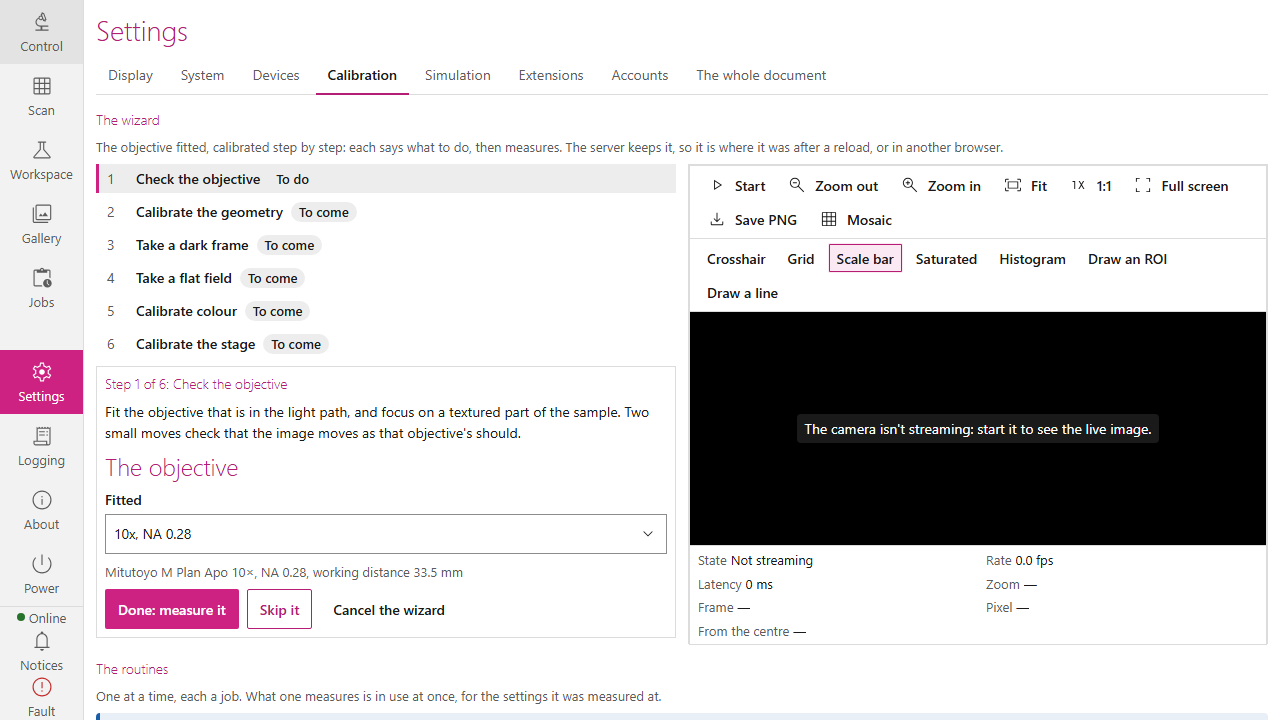 Control
Scan
Workspace
Gallery
Jobs
Settings
Logging
About
Power
Online
Notices
Fault
Settings
Display System Devices Calibration Simulation Extensions Accounts The whole document
The wizard
The objective fitted, calibrated step by step: each says what to do, then measures. The server keeps it, so it is where it was after a reload, or in another browser.
1 Check the objective To do
2 Calibrate the geometry To come
3 Take a dark frame To come
4 Take a flat field To come
5 Calibrate colour To come
6 Calibrate the stage To come
Step 1 of 6: Check the objective
Fit the objective that is in the light path, and focus on a textured part of the sample. Two
small moves check that the image moves as that objective's should.
The objective
Fitted
10x, NA 0.28
Mitutoyo M Plan Apo 10×, NA 0.28, working distance 33.5 mm
Done: measure it Skip it Cancel the wizard
Start Zoom out Zoom in Fit 1X 1:1 Full screen
Save PNG Mosaic
Crosshair Grid Scale bar Saturated Histogram Draw an ROI
Draw a line
The camera isn't streaming: start it to see the live image.
State Not streaming Rate 0.0 fps
Latency 0 ms Zoom —
Frame — Pixel —
From the centre —
The routines
One at a time, each a job. What one measures is in use at once, for the settings it was measured at.